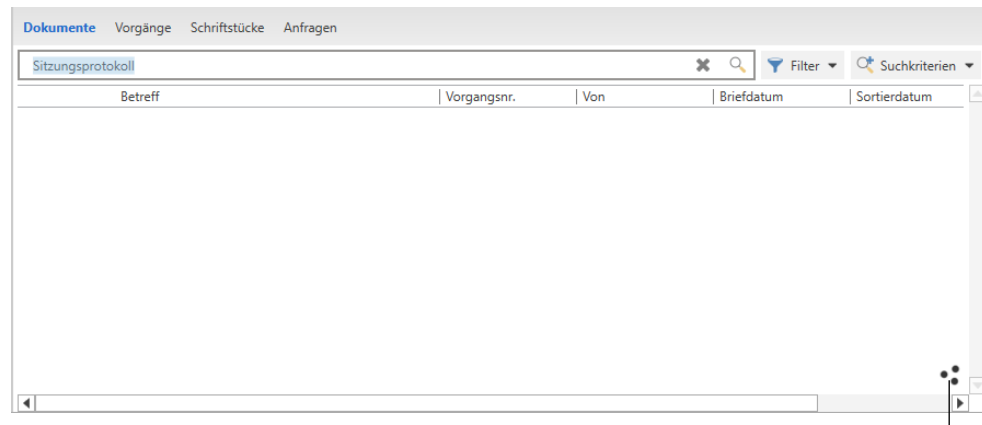 Dokumente Vorgänge Schriftstücke Anfragen
Sitzungsprotokoll Filter Suchkriterien
Betreff Vorgangsnr. Von Briefdatum Sortierdatum